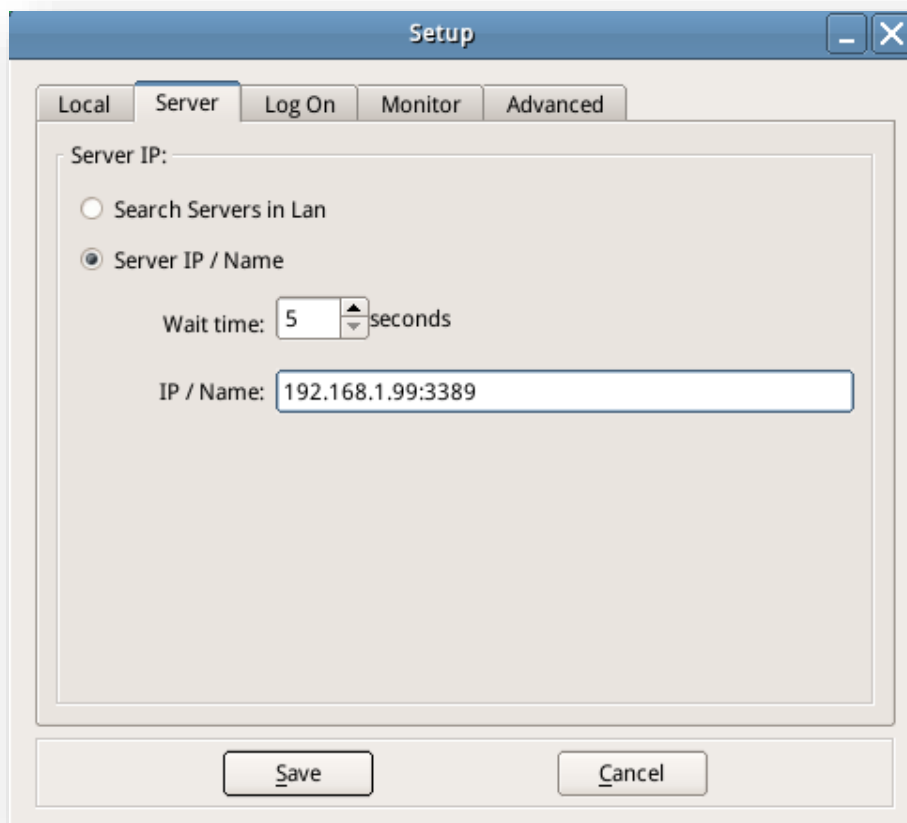 Setup
Local Server Log On Monitor Advanced
Server IP:
Search Servers in Lan
Server IP / Name
Wait time: 5 seconds
IP / Name: 192.168.1.99:3389
Save Cancel